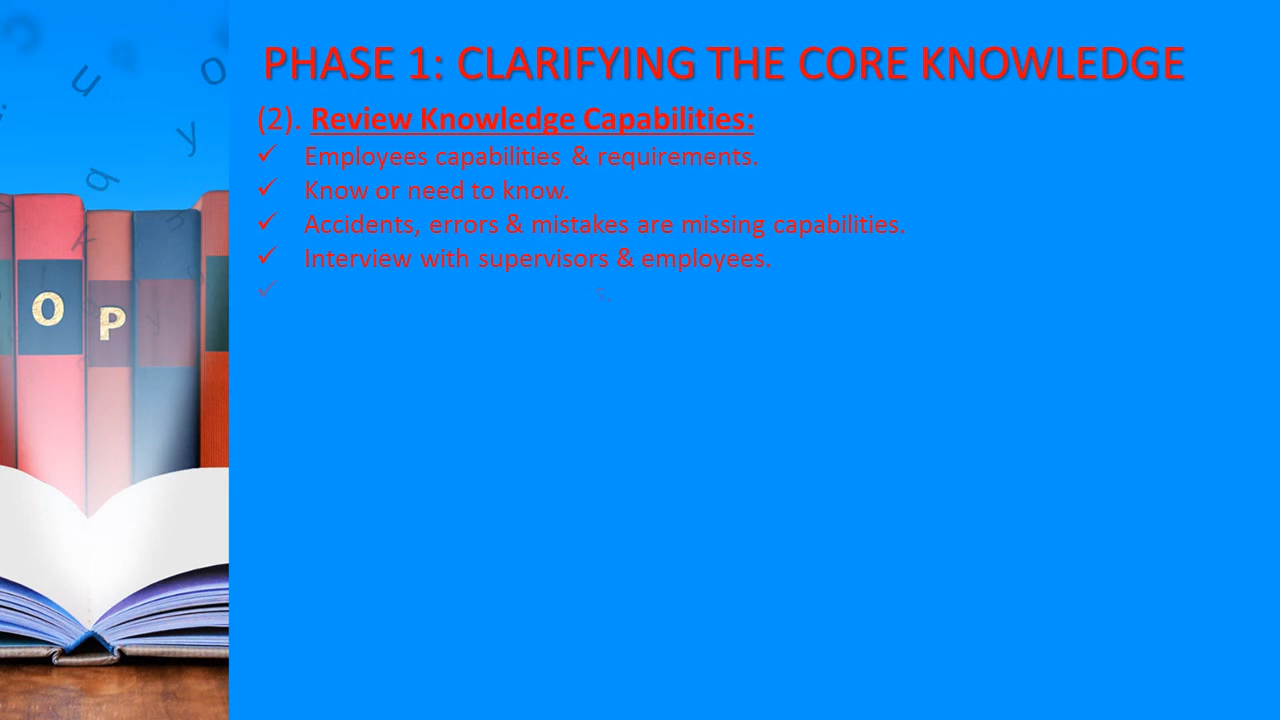 PHASE 1: CLARIFYING THE CORE KNOWLEDGE
(2). Review Knowledge Capabilities:
✓ Employees capabilities & requirements.
✓ Know or need to know.
✓ Accidents, errors & mistakes are missing capabilities.
✓ Interview with supervisors & employees.
✓
u
o
y
q
k
O
P